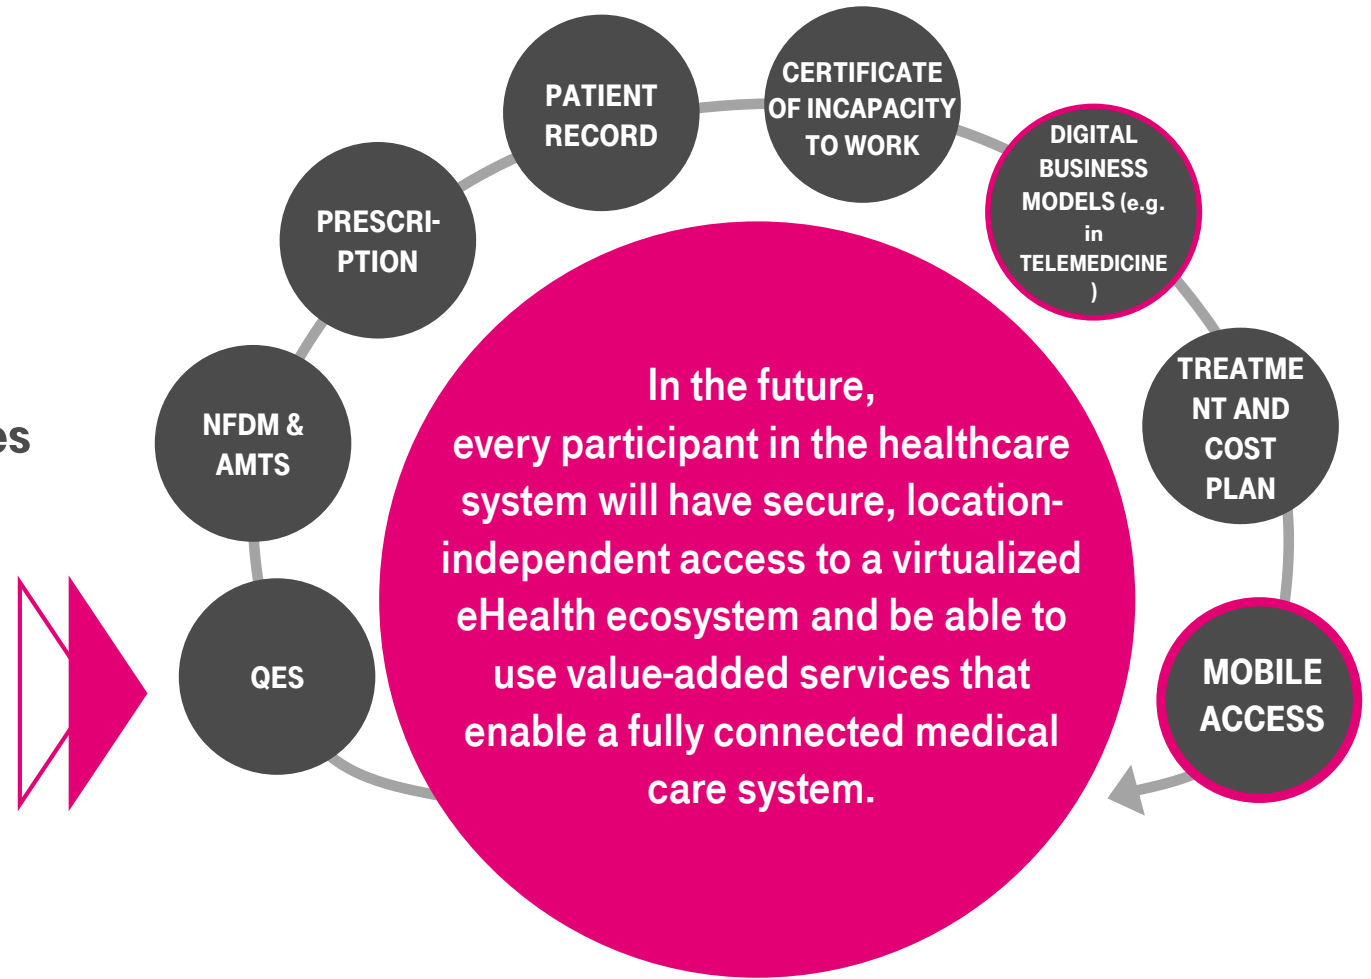 PATIENT
RECORD
CERTIFICATE
OF INCAPACITY
TO WORK
DIGITAL
BUSINESS
MODELS (e.g.
in
TELEMEDICINE
)
PRESCRI-
PTION
TREATME
NT AND
COST
PLAN
NFDM &
AMTS
es
QES
MOBILE
ACCESS
In the future,
every participant in the healthcare
system will have secure, location-
independent access to a virtualized
eHealth ecosystem and be able to
use value-added services that
enable a fully connected medical
care system.